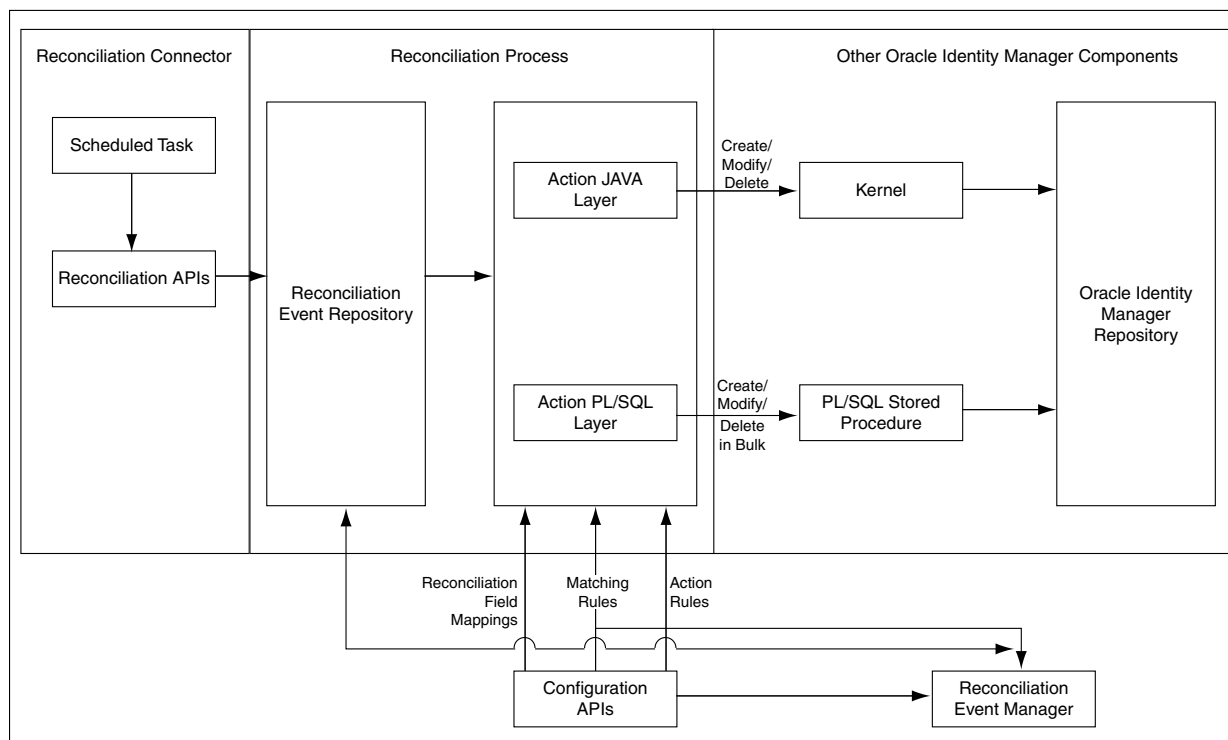 Reconciliation Connector
Reconciliation Process
Other Oracle Identity Manager Components
Scheduled Task
Reconciliation APIs
Reconciliation
Event Repository
Action JAVA
Layer
Create/
Modify/
Delete
Kernel
Oracle Identity
Manager
Repository
Action PL/SQL
Layer
Create/
Modify/
Delete
in Bulk
PL/SQL Stored
Procedure
Reconciliation
Field
Mappings
Matching
Rules
Action
Rules
Configuration
APIs
Reconciliation
Event Manager